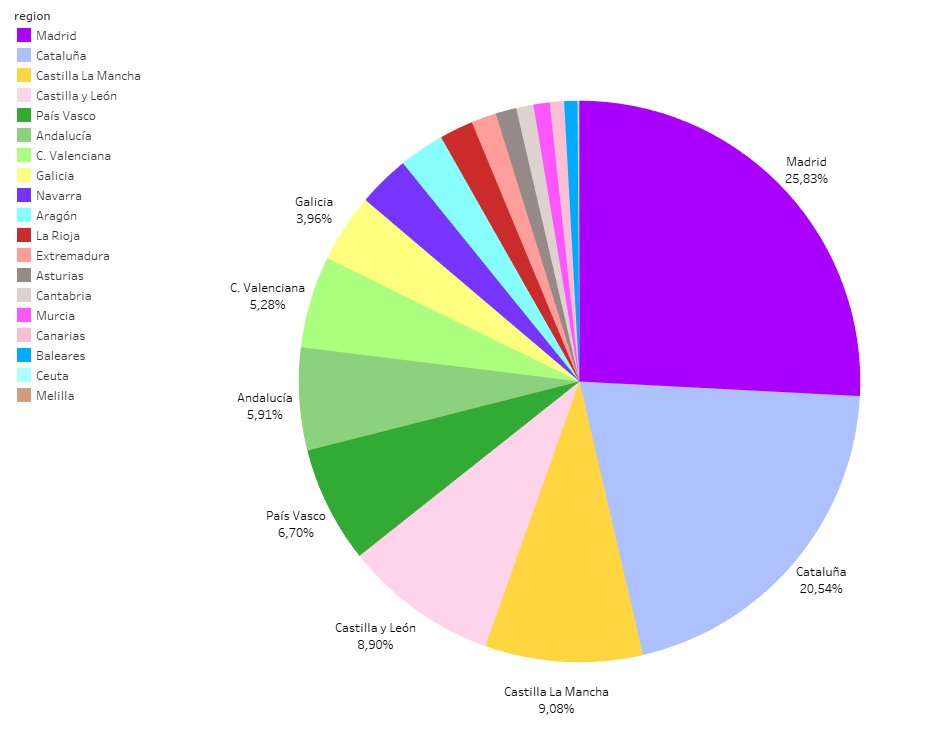 region
Madrid
Cataluña
Castilla La Mancha
Castilla y León
País Vasco
Andalucía
C. Valenciana
Galicia
Navarra
Aragón
La Rioja
Extremadura
Asturias
Cantabria
Murcia
Canarias
Baleares
Ceuta
Melilla
Madrid
25,83%
Galicia
3,96%
C. Valenciana
5,28%
Andalucía
5,91%
País Vasco
6,70%
Cataluña
20,54%
Castilla y León
8,90%
Castilla La Mancha
9,08%